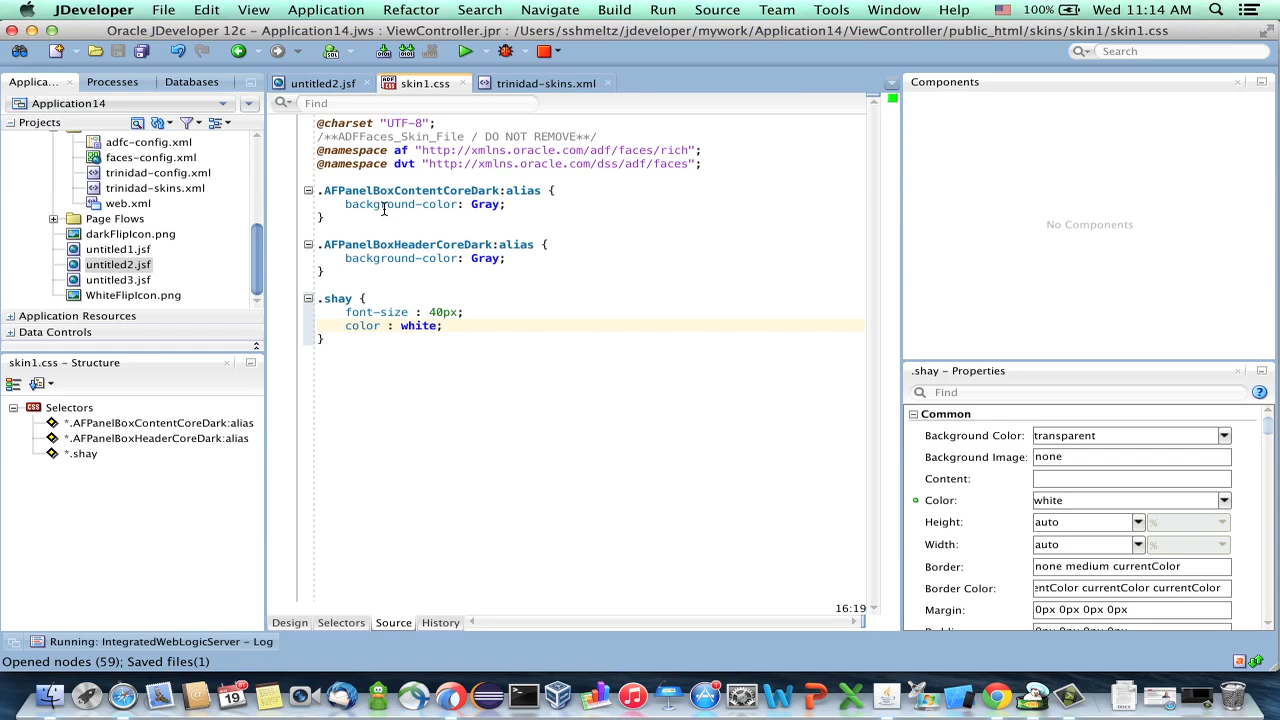 JDeveloper File Edit View Application Refactor Search Navigate Build Run Source Team Tools Window Help 100% Wed 11:14 AM
Oracle JDeveloper 12c - Application14.jws : ViewController.jpr : /Users/sshmeltz/jdeveloper/mywork/Application14/ViewController/public_html/skins/skin1/skin1.css
Search
Applica... Processes Databases
untitled2.jsf skin1.css trinidad-skins.xml
Components
Application14
Find
Projects
adfc-config.xml
faces-config.xml
trinidad-config.xml
trinidad-skins.xml
web.xml
Page Flows
darkFlipIcon.png
untitled1.jsf
untitled2.jsf
untitled3.jsf
WhiteFlipIcon.png
Application Resources
Data Controls
skin1.css - Structure
Selectors
*.AFPanelBoxContentCoreDark:alias
*.AFPanelBoxHeaderCoreDark:alias
*.shay
@charset "UTF-8";
/**ADFFaces_Skin_File / DO NOT REMOVE**/
@namespace af "http://xmlns.oracle.com/adf/faces/rich";
@namespace dvt "http://xmlns.oracle.com/dss/adf/faces";
.AFPanelBoxContentCoreDark:alias {
background-color: Gray;
}
.AFPanelBoxHeaderCoreDark:alias {
background-color: Gray;
}
.shay {
font-size : 40px;
color : white;
}
16:19
Design Selectors Source History
No Components
.shay - Properties
Find
Common
Background Color: transparent
Background Image: none
Content:
Color: white
Height: auto %
Width: auto %
Border: none medium currentColor
Border Color: entColor currentColor currentColor
Margin: 0px 0px 0px 0px
Running: IntegratedWebLogicServer - Log
Opened nodes (59); Saved files(1)